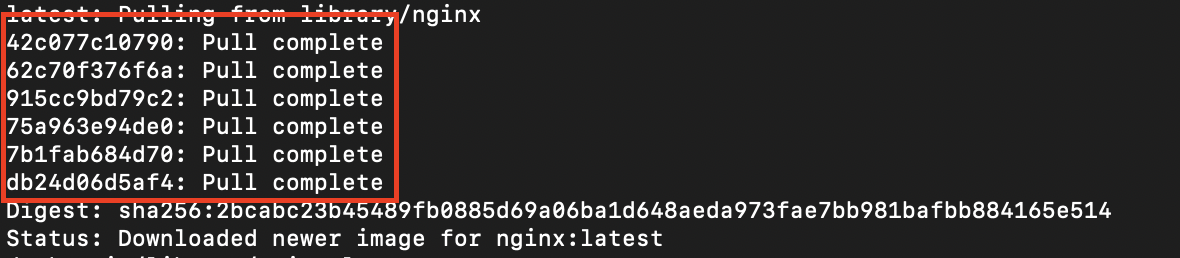 latest: Pulling from library/nginx
42c077c10790: Pull complete
62c70f376f6a: Pull complete
915cc9bd79c2: Pull complete
75a963e94de0: Pull complete
7b1fab684d70: Pull complete
db24d06d5af4: Pull complete
Digest: sha256:2bcabc23b45489fb0885d69a06ba1d648aeda973fae7bb981bafbb884165e514
Status: Downloaded newer image for nginx:latest